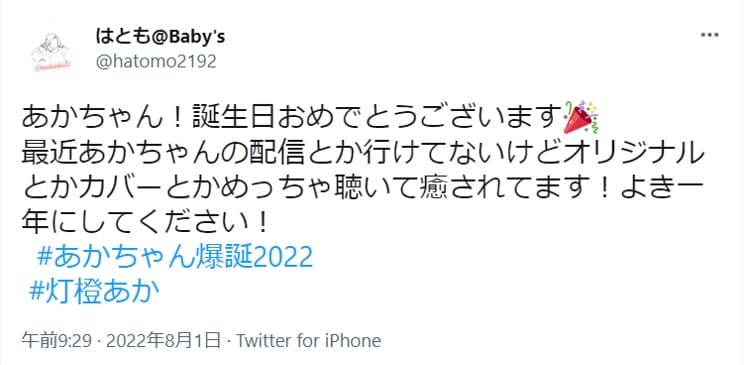 はとも@Baby's
@hatomo2192
あかちゃん！誕生日おめでとうございます🎉
最近あかちゃんの配信とか行けてないけどオリジナル
とかカバーとかめっちゃ聴いて癒されてます！よき一
年にしてください！
#あかちゃん爆誕2022
#灯橙あか
午前9:29 · 2022年8月1日 · Twitter for iPhone